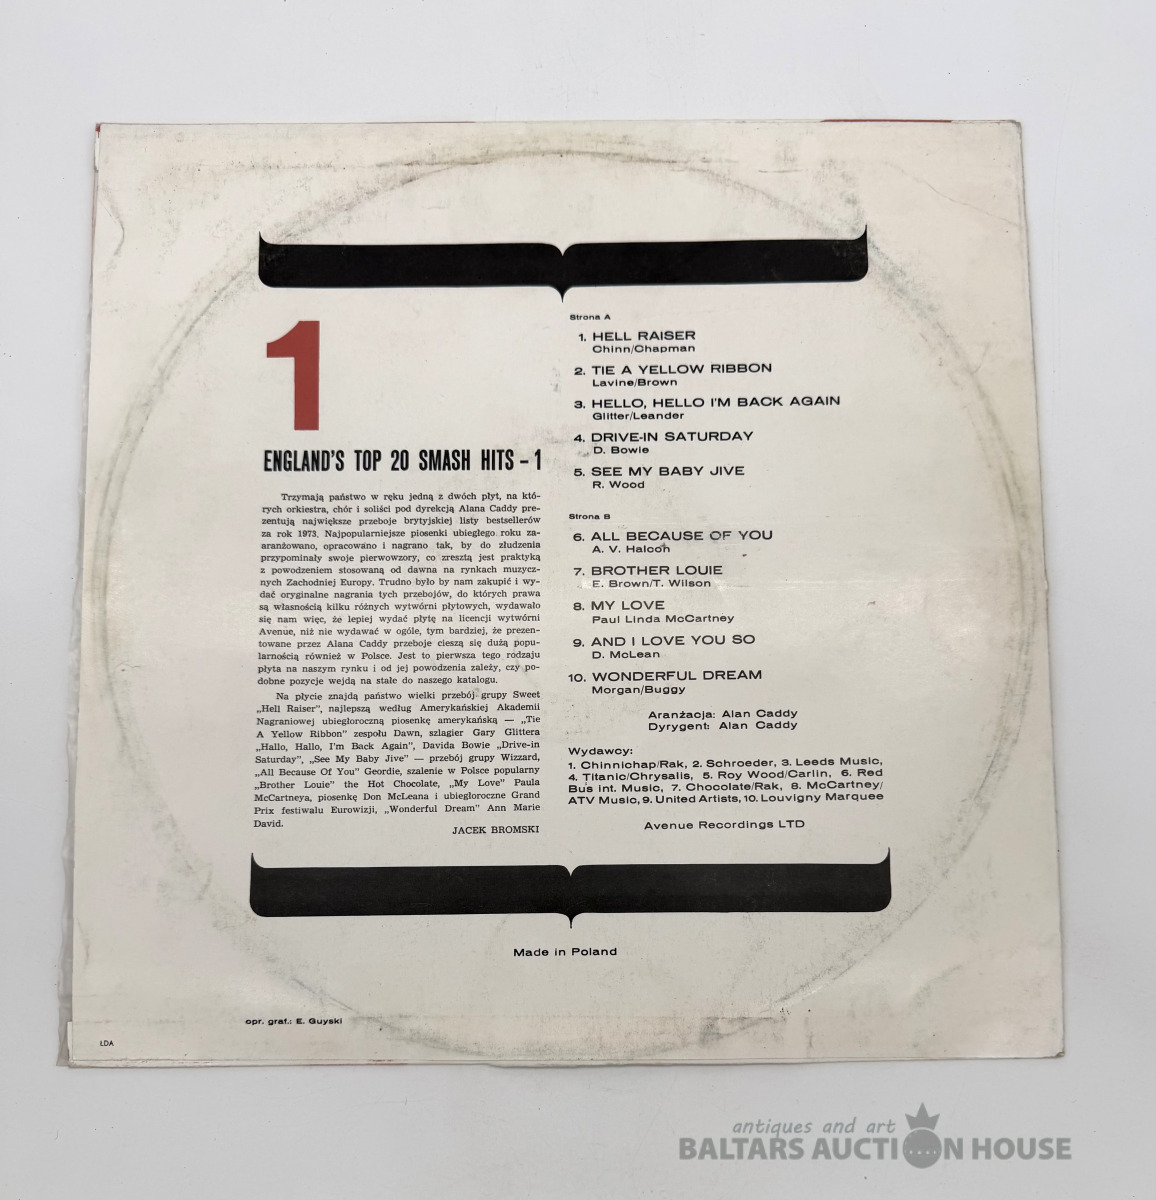 1
ENGLAND'S TOP 20 SMASH HITS – 1
Trzymają państwo w ręku jedną z dwóch płyt, na któ-
rych orkiestra, chór i soliści pod dyrekcją Alana Caddy pre-
zentują największe przeboje brytyjskiej listy bestsellerów
za rok 1973. Najpopularniejsze piosenki ubiegłego roku za-
aranżowano, opracowano i nagrano tak, by do złudzenia
przypominały swoje pierwowzory, co zresztą jest praktyką
z powodzeniem stosowaną od dawna na rynkach muzycz-
nych Zachodniej Europy. Trudno było by nam zakupić i wy-
dać oryginalne nagrania tych przebojów, do których prawa
są własnością kilku różnych wytwórni płytowych, wydawało
się nam więc, że lepiej wydać płytę na licencji wytwórni
Avenue, niż nie wydawać w ogóle, tym bardziej, że prezen-
towane przez Alana Caddy przeboje cieszą się dużą popu-
larnością również w Polsce. Jest to pierwsza tego rodzaju
płyta na naszym rynku i od jej powodzenia zależy, czy po-
dobne pozycje wejdą na stałe do naszego katalogu.
Na płycie znajdą państwo wielki przebój grupy Sweet
„Hell Raiser", najlepszą według Amerykańskiej Akademii
Nagraniowej ubiegłoroczną piosenkę amerykańską — „Tie
A Yellow Ribbon" zespołu Dawn, szlagier Gary Glittera
„Hallo, Hallo, I'm Back Again", Davida Bowie „Drive-in
Saturday", „See My Baby Jive" — przebój grupy Wizzard,
„All Because Of You" Geordie, szalenie w Polsce popularny
„Brother Louie" the Hot Chocolate, „My Love" Paula
McCartneya, piosenkę Don McLeana i ubiegłoroczne Grand
Prix festiwalu Eurowizji, „Wonderful Dream" Ann Marie
David.
JACEK BROMSKI
Strona A
1. HELL RAISER
Chinn/Chapman
2. TIE A YELLOW RIBBON
Lavine/Brown
3. HELLO, HELLO I'M BACK AGAIN
Glitter/Leander
4. DRIVE-IN SATURDAY
D. Bowie
5. SEE MY BABY JIVE
R. Wood
Strona B
6. ALL BECAUSE OF YOU
A. V. Halcon
7. BROTHER LOUIE
E. Brown/T. Wilson
8. MY LOVE
Paul Linda McCartney
9. AND I LOVE YOU SO
D. McLean
10. WONDERFUL DREAM
Morgan/Buggy
Aranżacja: Alan Caddy
Dyrygent: Alan Caddy
Wydawcy:
1. Chinnichap/Rak, 2. Schroeder, 3. Leeds Music,
4. Titanic/Chrysalis, 5. Roy Wood/Carlin, 6. Red
Bus int. Music, 7. Chocolate/Rak, 8. McCartney/
ATV Music, 9. United Artists, 10. Louvigny Marquee
Avenue Recordings LTD
Made in Poland
opr. graf.: E. Guyski
ŁDA
antiques and art
BALTARS AUCTION HOUSE